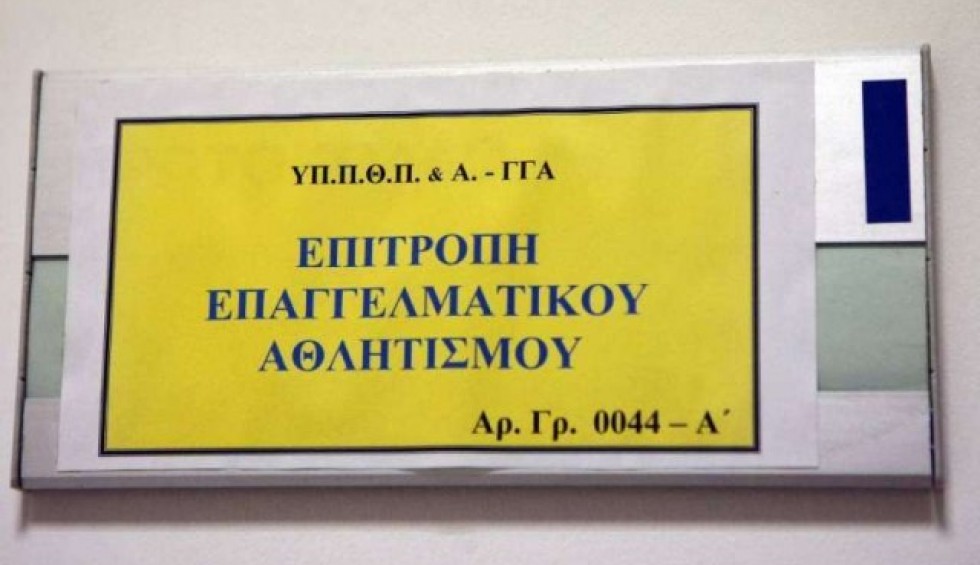 ΥΠ.Π.Θ.Π. & Α. - ΓΓΑ
ΕΠΙΤΡΟΠΗ
ΕΠΑΓΓΕΛΜΑΤΙΚΟΥ
ΑΘΛΗΤΙΣΜΟΥ
Αρ. Γρ. 0044 – Α΄